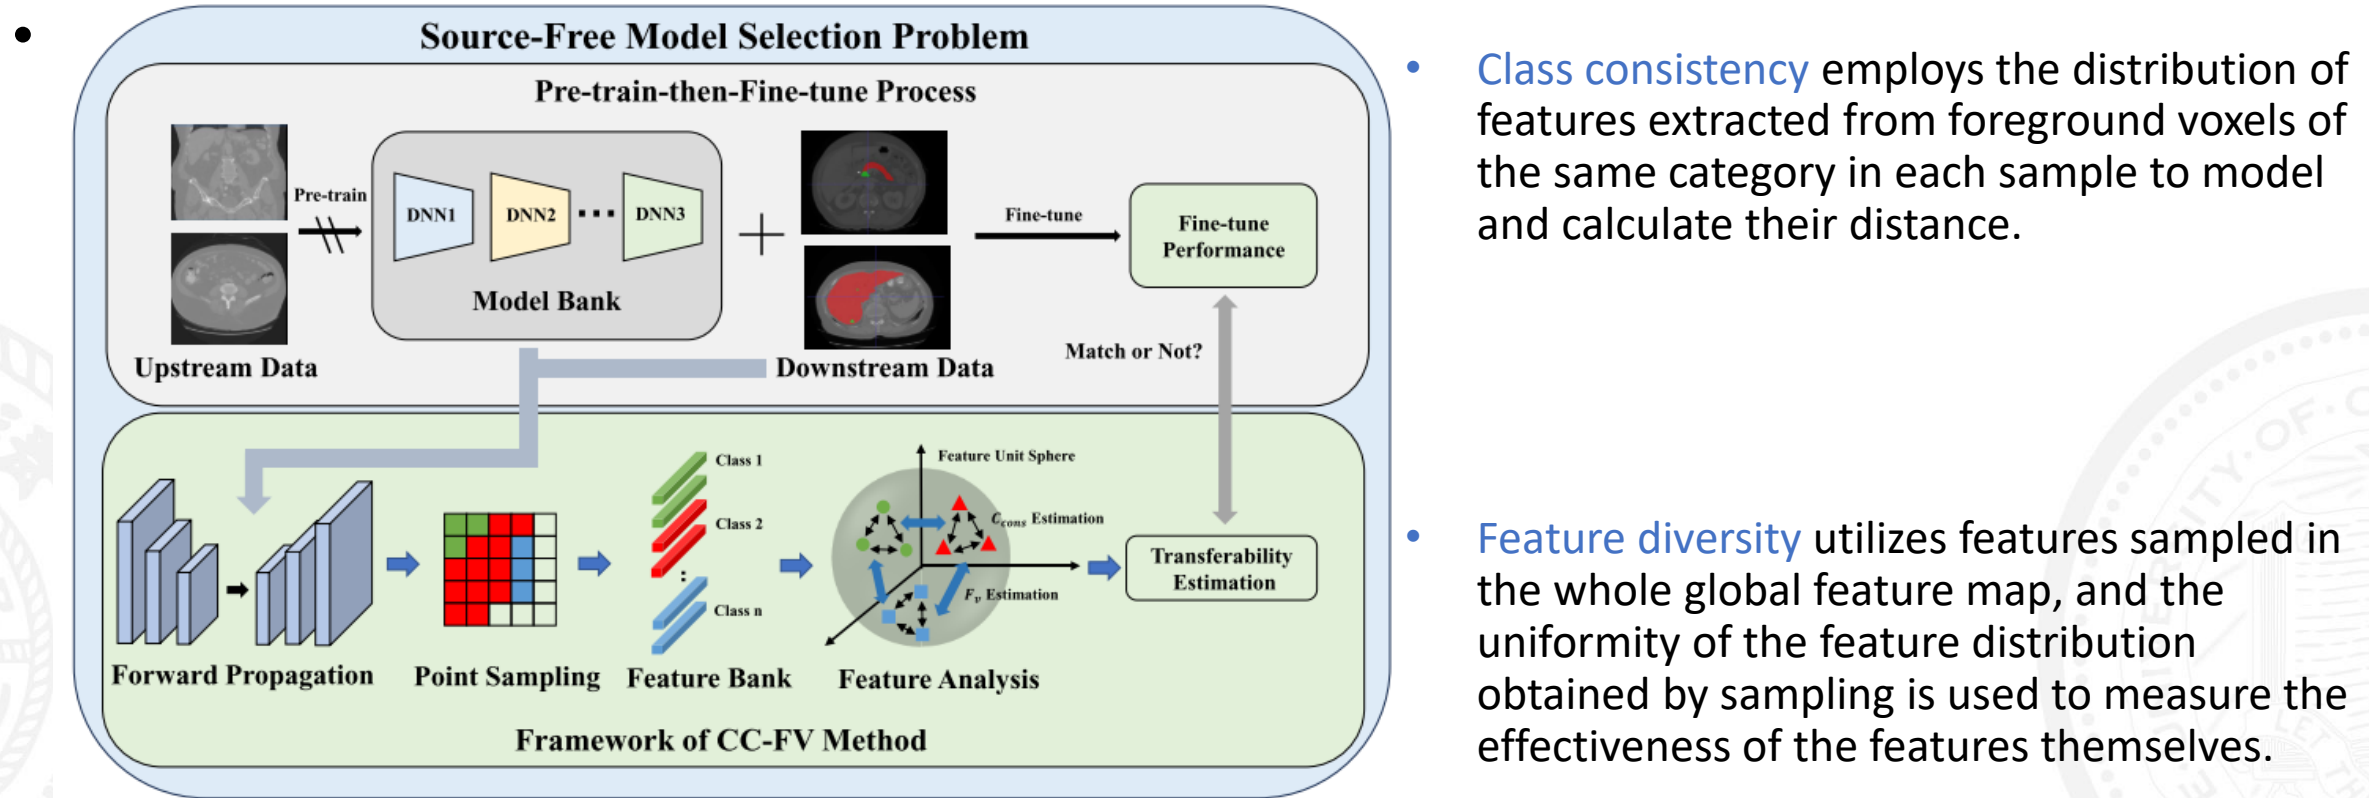 Source-Free Model Selection Problem
Pre-train-then-Fine-tune Process
Pre-train
DNN1
DNN2
DNN3
Model Bank
Fine-tune
Fine-tune
Performance
Upstream Data
Downstream Data
Match or Not?
Class 1
Class 2
Class n
Feature Unit Sphere
C_cons Estimation
F_v Estimation
Transferability
Estimation
Forward Propagation
Point Sampling
Feature Bank
Feature Analysis
Framework of CC-FV Method
• Class consistency employs the distribution of
features extracted from foreground voxels of
the same category in each sample to model
and calculate their distance.
• Feature diversity utilizes features sampled in
the whole global feature map, and the
uniformity of the feature distribution
obtained by sampling is used to measure the
effectiveness of the features themselves.